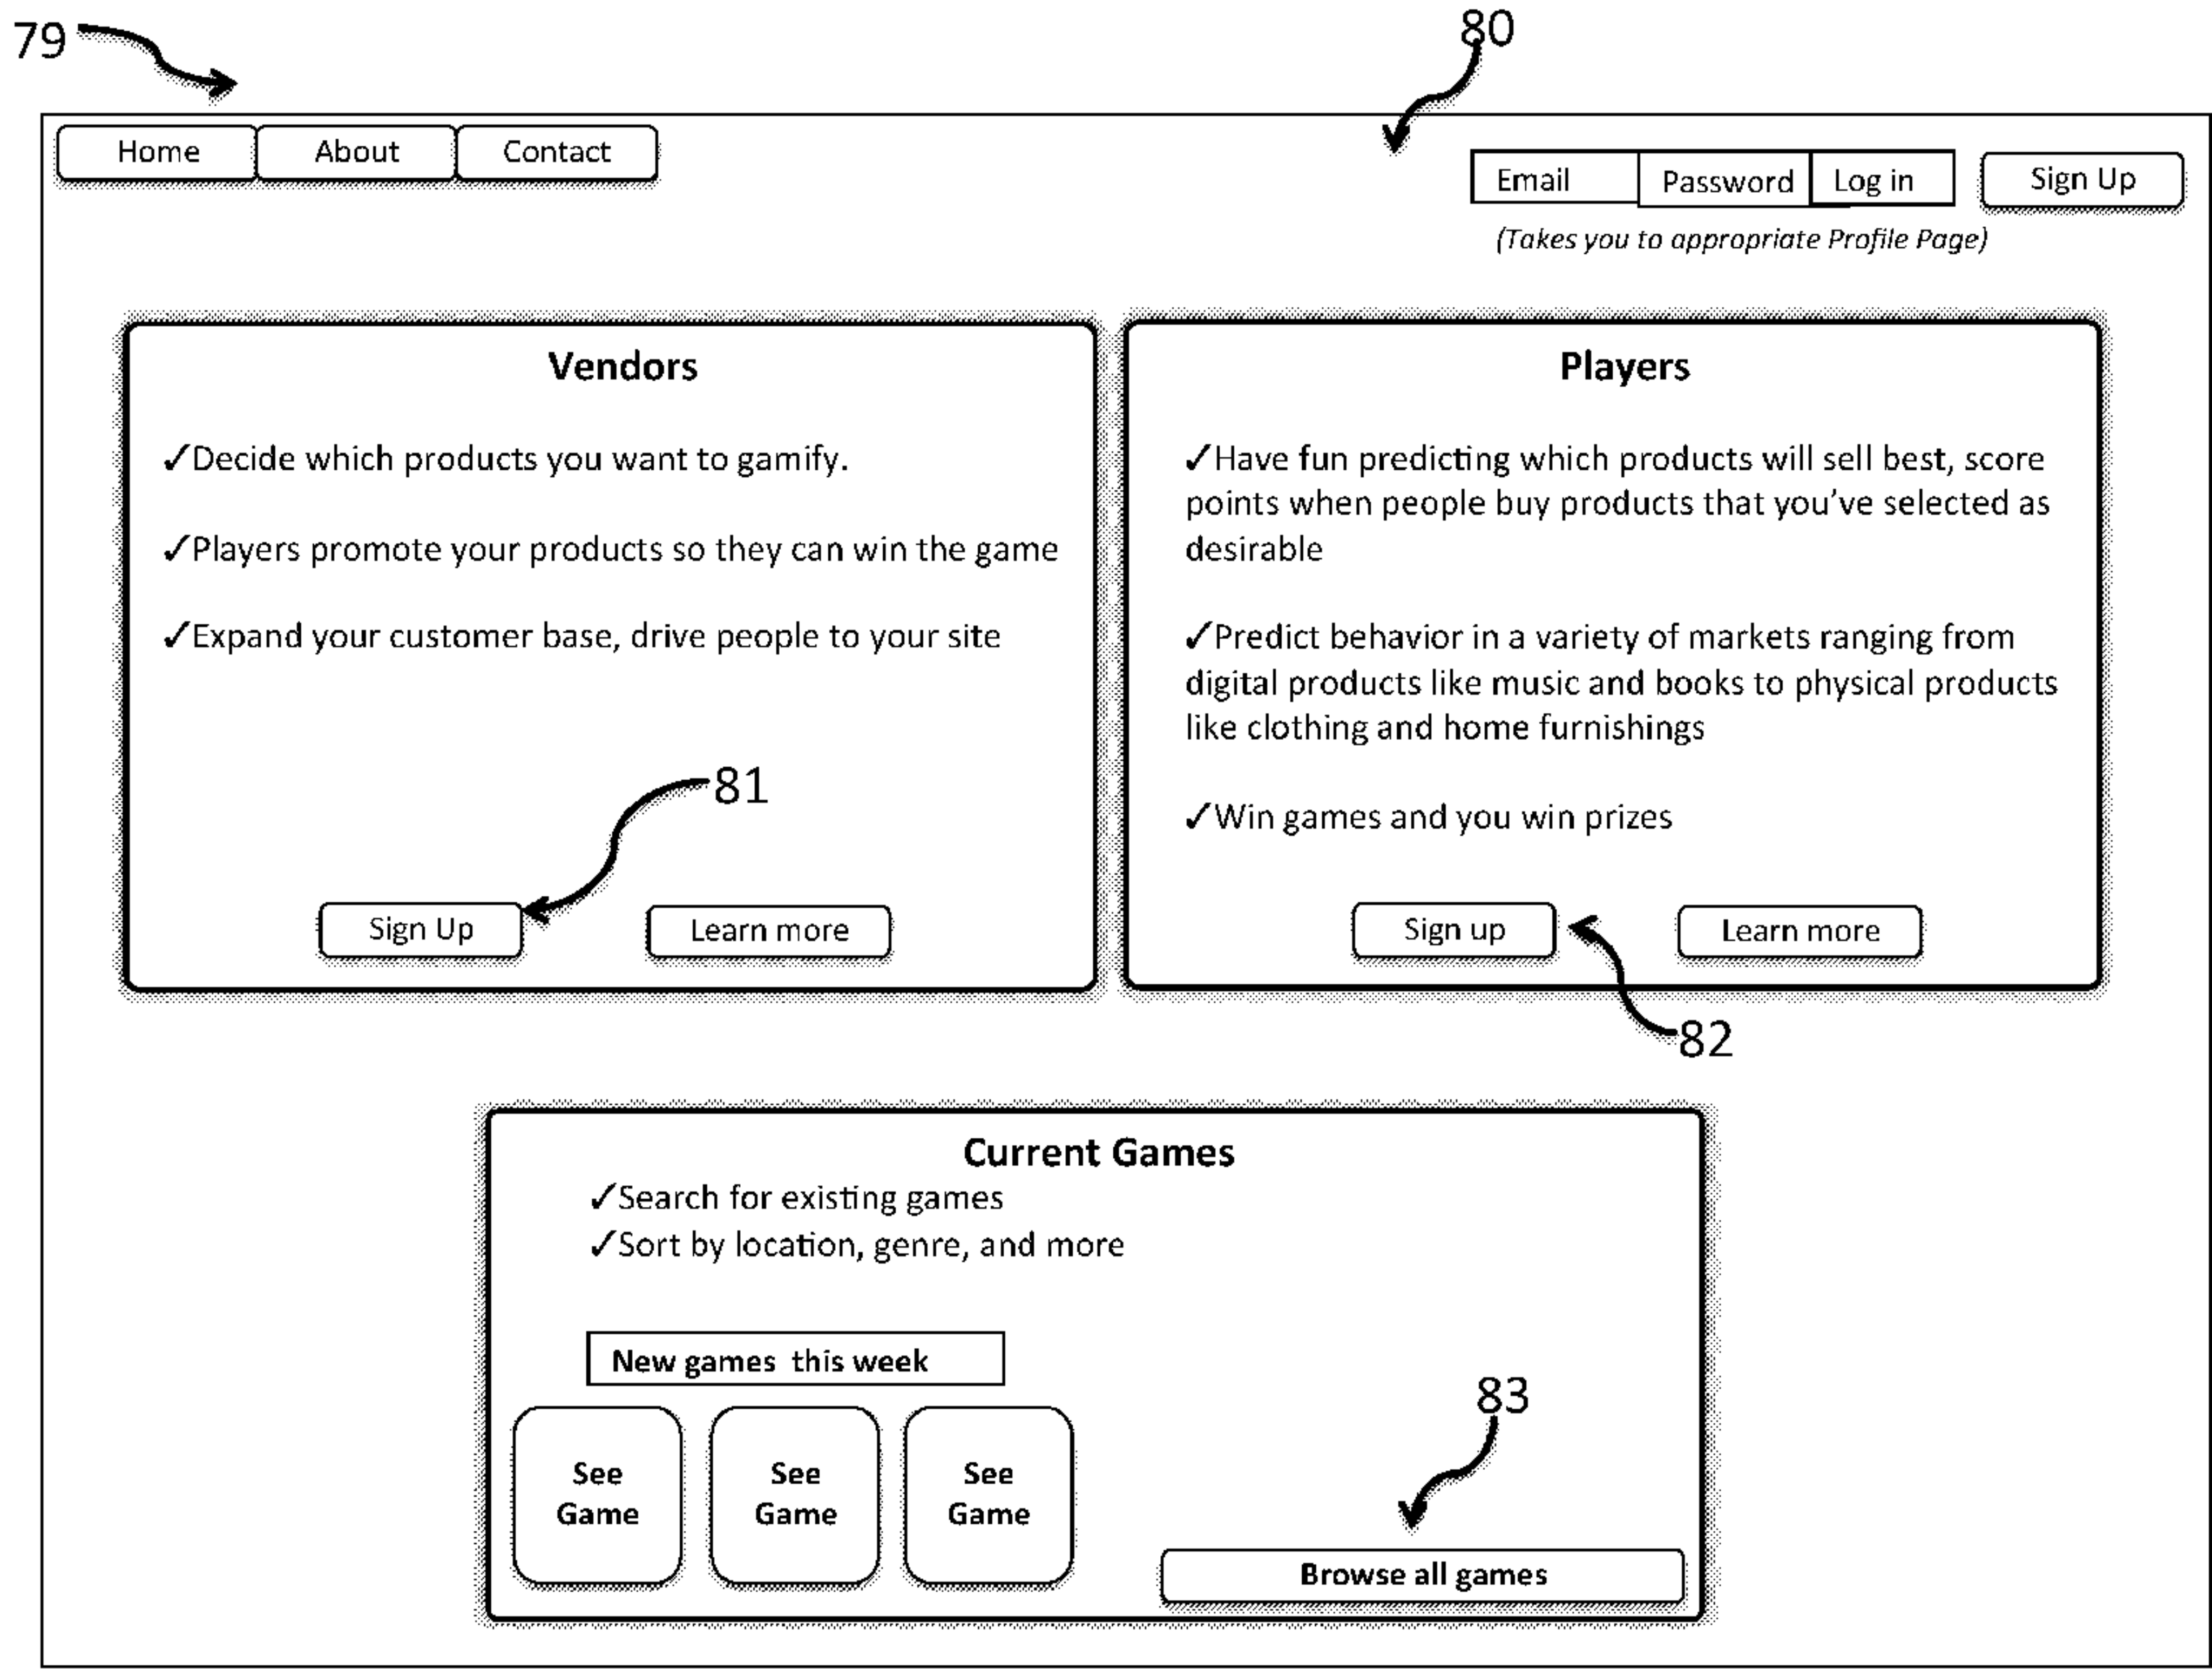 79
80
Home About Contact
Email Password Log in Sign Up
(Takes you to appropriate Profile Page)
Vendors
✓Decide which products you want to gamify.
✓Players promote your products so they can win the game
✓Expand your customer base, drive people to your site
81
Sign Up Learn more
Players
✓Have fun predicting which products will sell best, score
points when people buy products that you've selected as
desirable
✓Predict behavior in a variety of markets ranging from
digital products like music and books to physical products
like clothing and home furnishings
✓Win games and you win prizes
Sign up Learn more
82
Current Games
✓Search for existing games
✓Sort by location, genre, and more
New games this week
83
See
Game
See
Game
See
Game
Browse all games